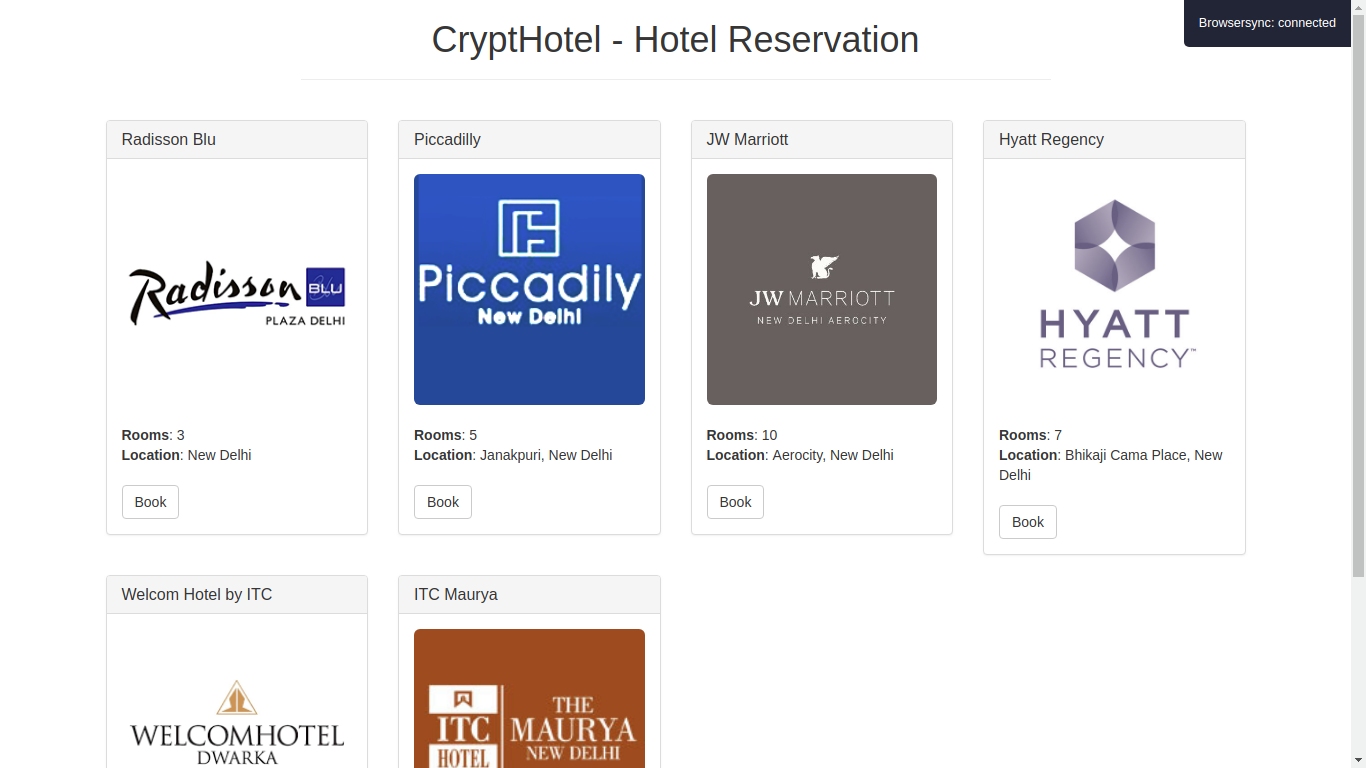 CryptHotel - Hotel Reservation
Browsersync: connected
Radisson Blu
Radisson BLU
PLAZA DELHI
Rooms: 3
Location: New Delhi
Book
Piccadilly
Piccadily
New Delhi
Rooms: 5
Location: Janakpuri, New Delhi
Book
JW Marriott
JW MARRIOTT
NEW DELHI AEROCITY
Rooms: 10
Location: Aerocity, New Delhi
Book
Hyatt Regency
HYATT
REGENCY™
Rooms: 7
Location: Bhikaji Cama Place, New
Delhi
Book
Welcom Hotel by ITC
WELCOMHOTEL
DWARKA
ITC Maurya
ITC
HOTEL
THE
MAURYA
NEW DELHI